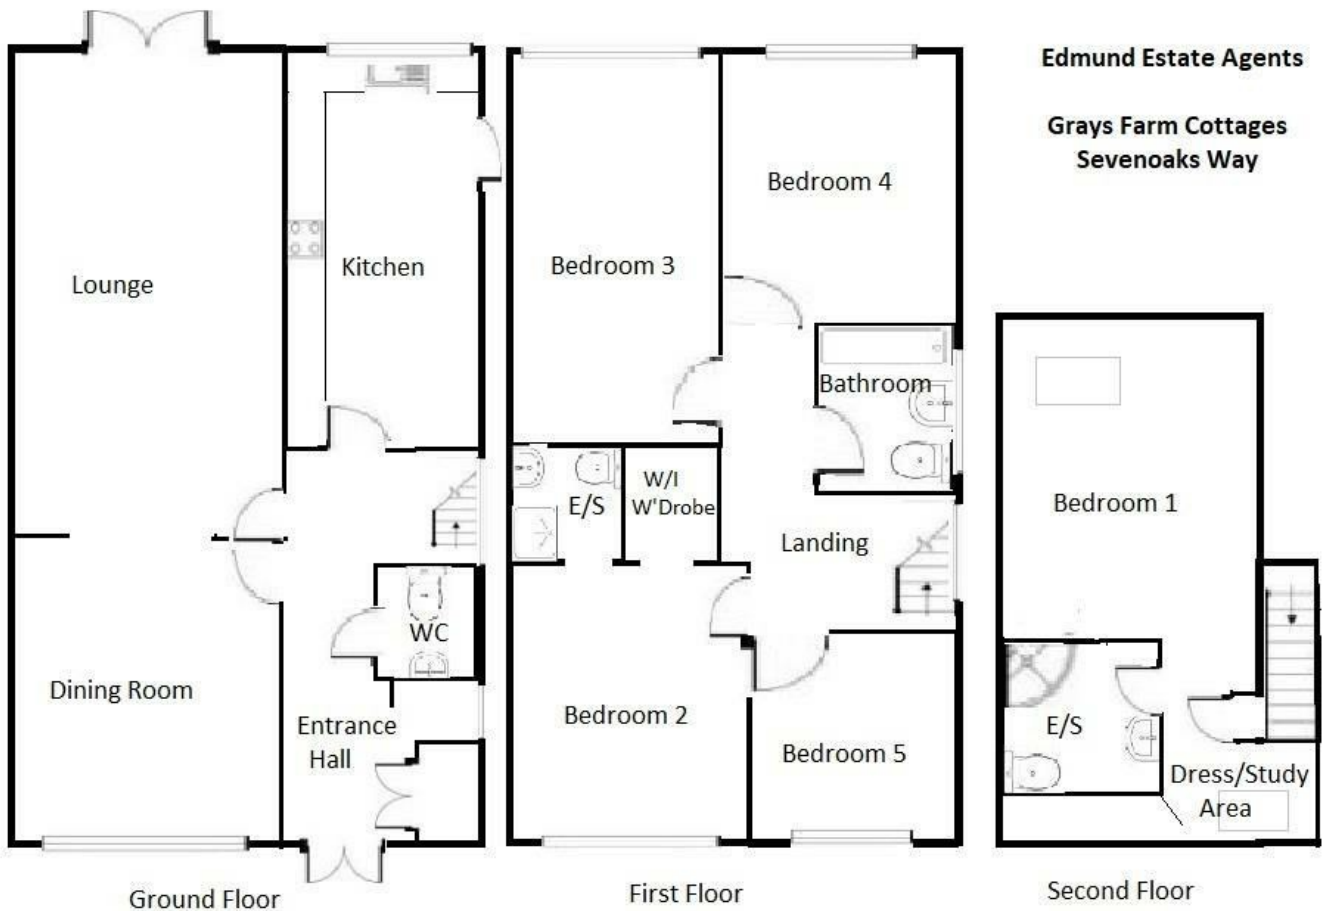 Edmund Estate Agents
Grays Farm Cottages
Sevenoaks Way
Lounge
Kitchen
WC
Dining Room
Entrance
Hall
Ground Floor
Bedroom 3
Bedroom 4
Bathroom
E/S
W/I
W'Drobe
Landing
Bedroom 2
Bedroom 5
First Floor
Bedroom 1
E/S
Dress/Study
Area
Second Floor